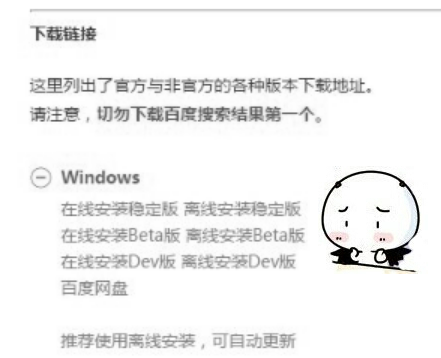 下载链接
这里列出了官方与非官方的各种版本下载地址。
请注意，切勿下载百度搜索结果第一个。
Windows
在线安装稳定版 离线安装稳定版
在线安装Beta版 离线安装Beta版
在线安装Dev版 离线安装Dev版
百度网盘
推荐使用离线安装，可自动更新